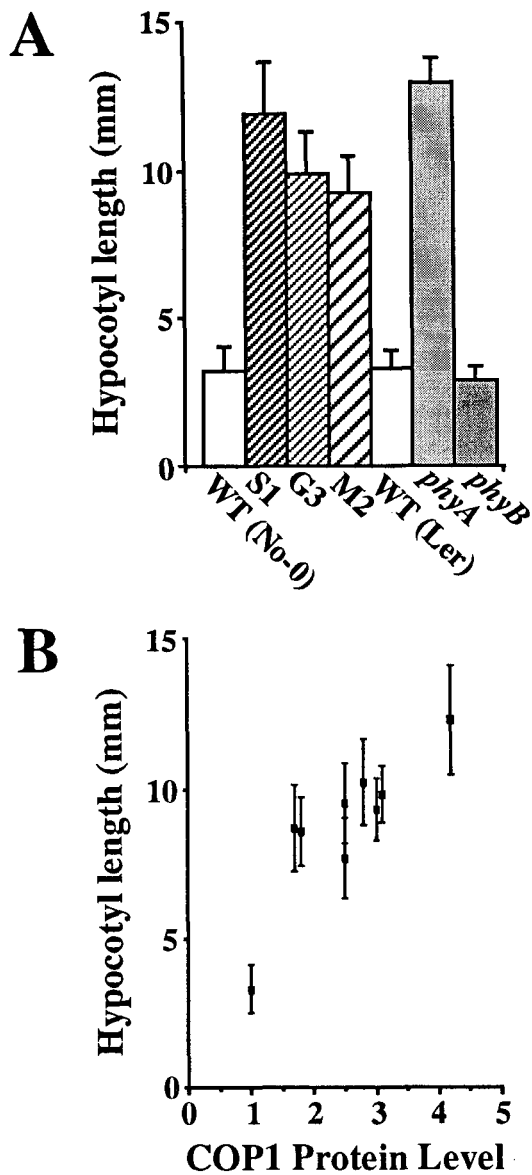 A
Hypocotyl length (mm)
15
10
5
0
WT (No-0)
S1
G3
M2
WT (Ler)
phyA
phyB
B
Hypocotyl length (mm)
15
10
5
0
0 1 2 3 4 5
COP1 Protein Level